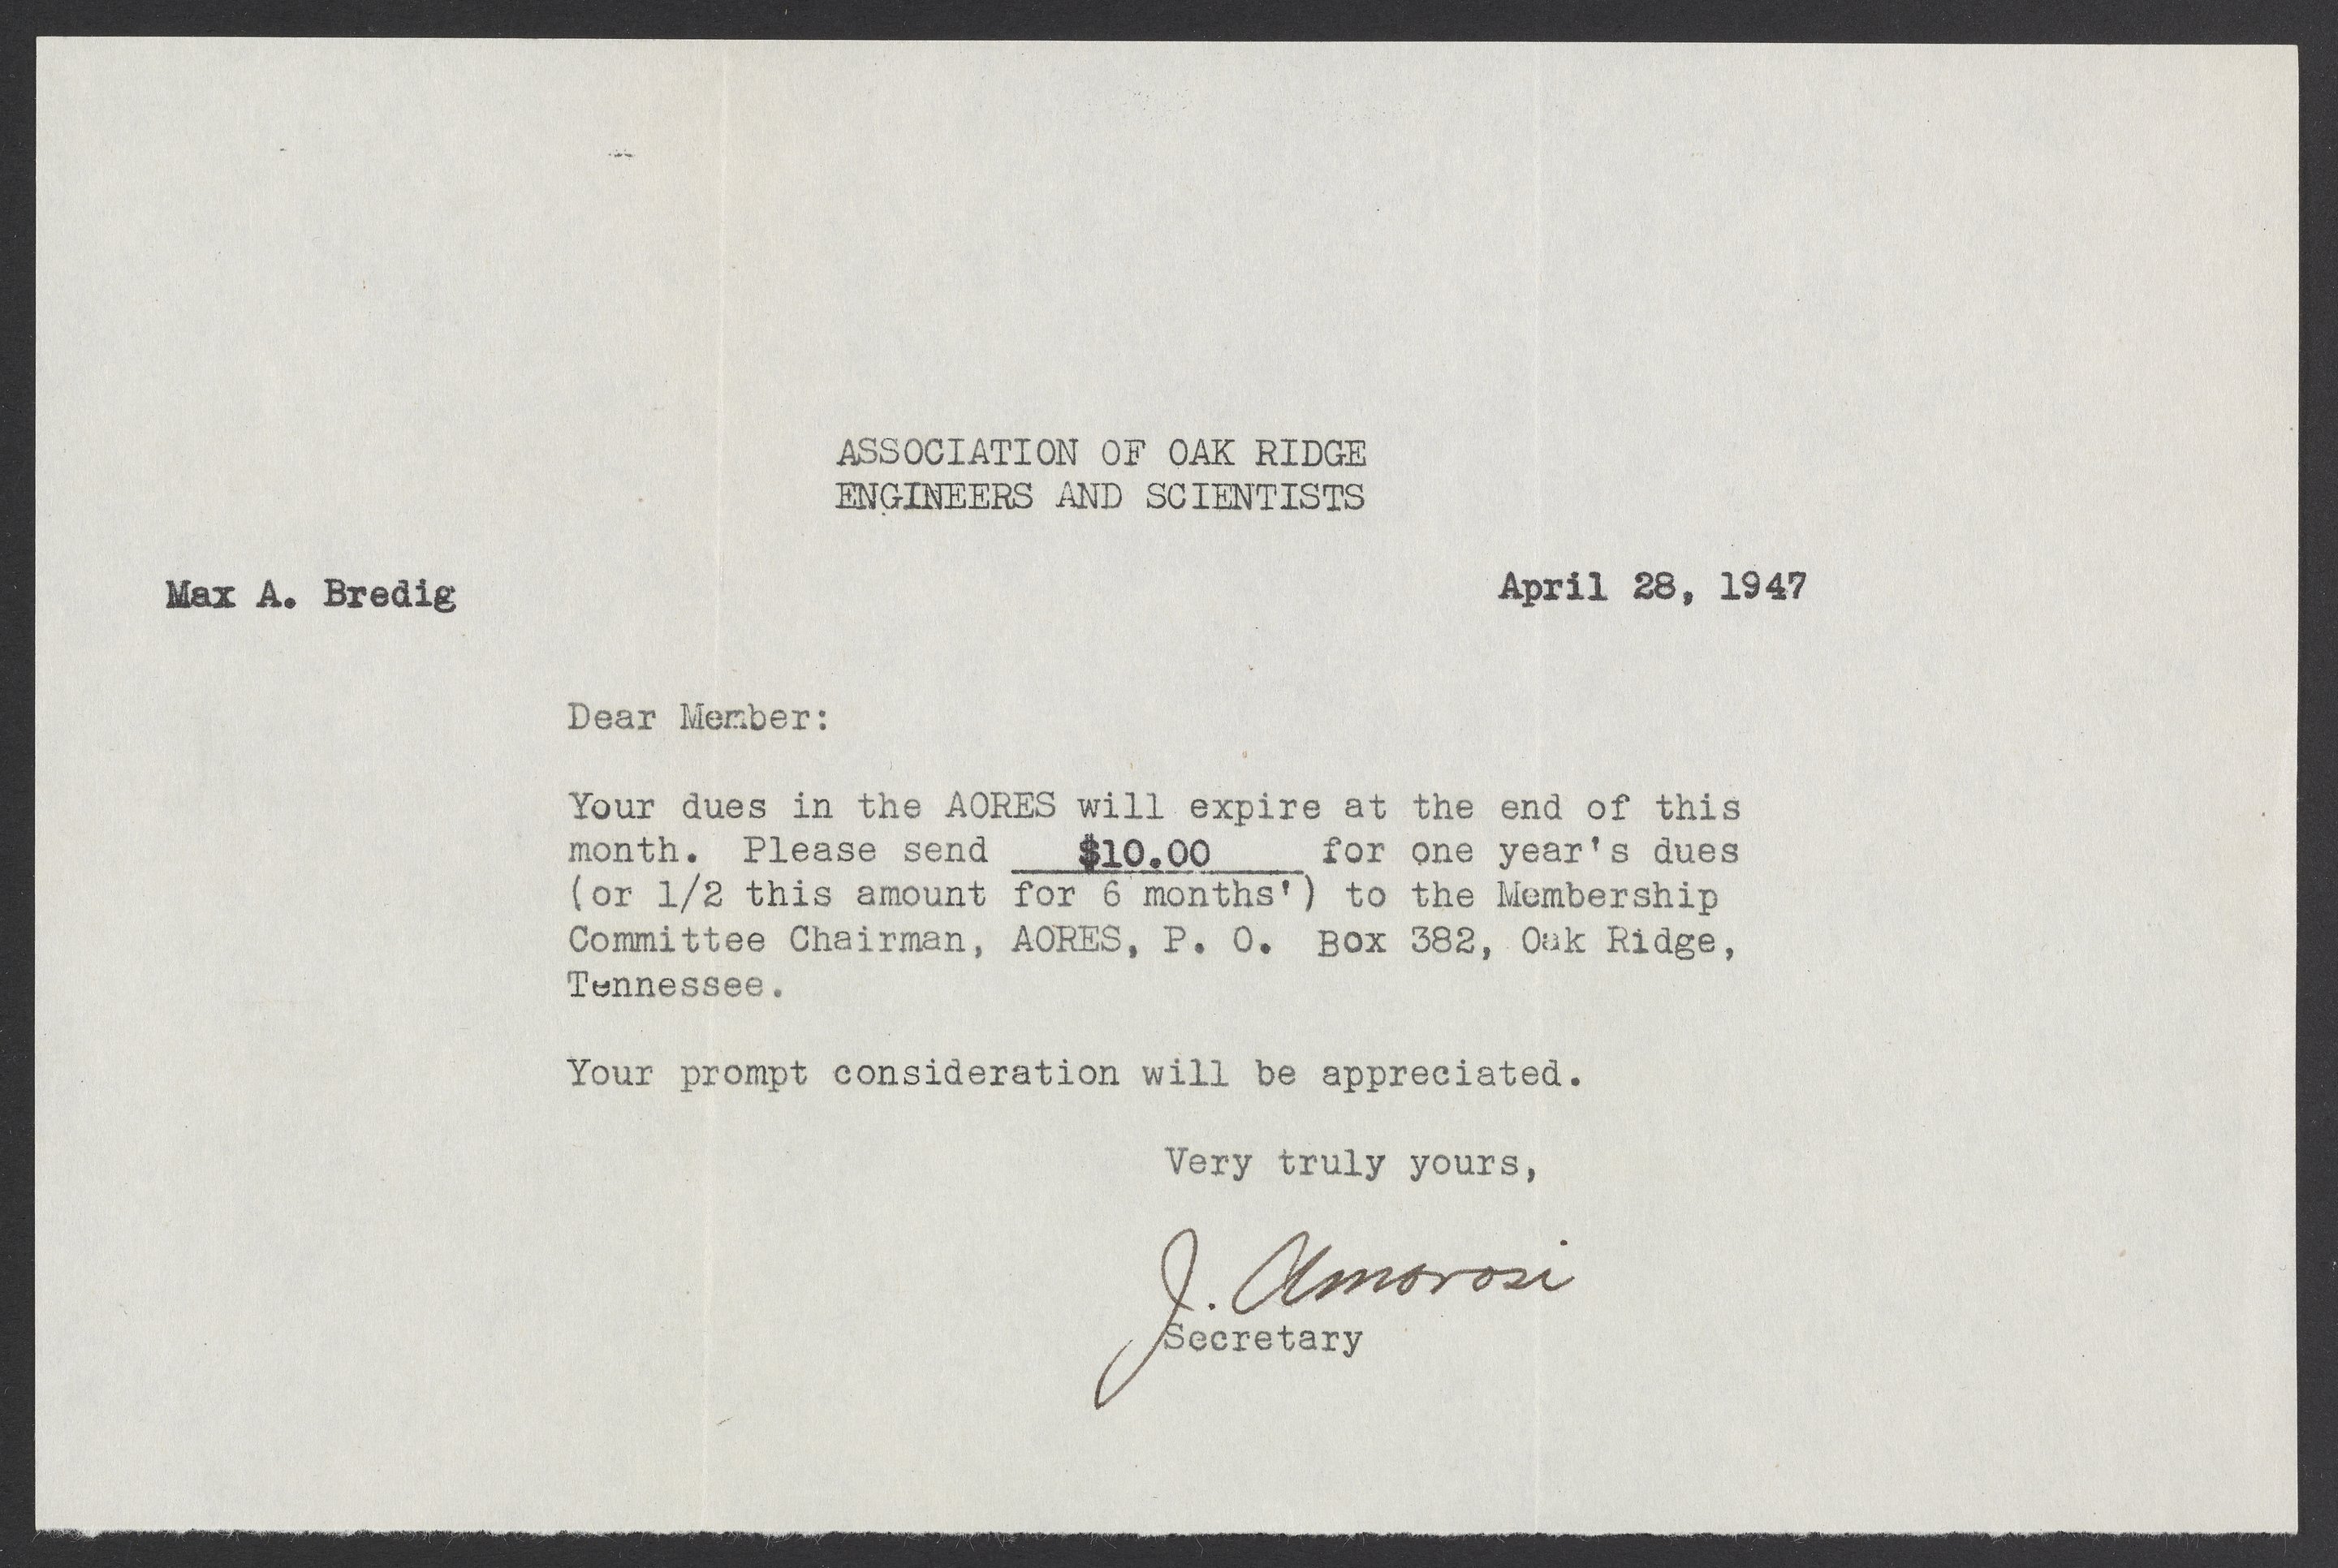 ASSOCIATION OF OAK RIDGE
ENGINEERS AND SCIENTISTS
Max A. Bredig
April 28, 1947
Dear Member:
Your dues in the AORES will expire at the end of this
month. Please send $10.00 for one year's dues
(or 1/2 this amount for 6 months') to the Membership
Committee Chairman, AORES, P. O. Box 382, Oak Ridge,
Tennessee.
Your prompt consideration will be appreciated.
Very truly yours,
J. Amorosi
Secretary